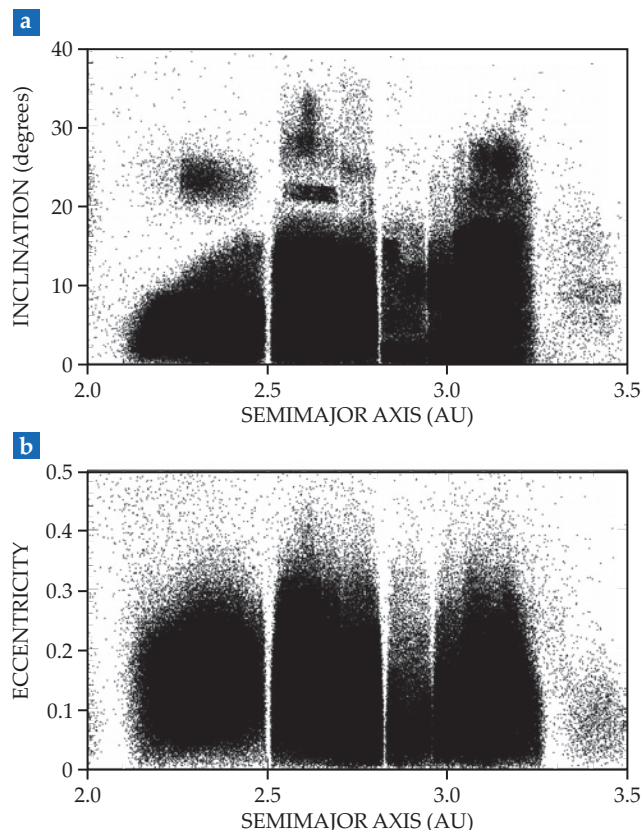 a
40
30
20
10
0
INCLINATION (degrees)
2.0 2.5 3.0 3.5
SEMIMAJOR AXIS (AU)
b
0.5
0.4
0.3
0.2
0.1
0
ECCENTRICITY
2.0 2.5 3.0 3.5
SEMIMAJOR AXIS (AU)